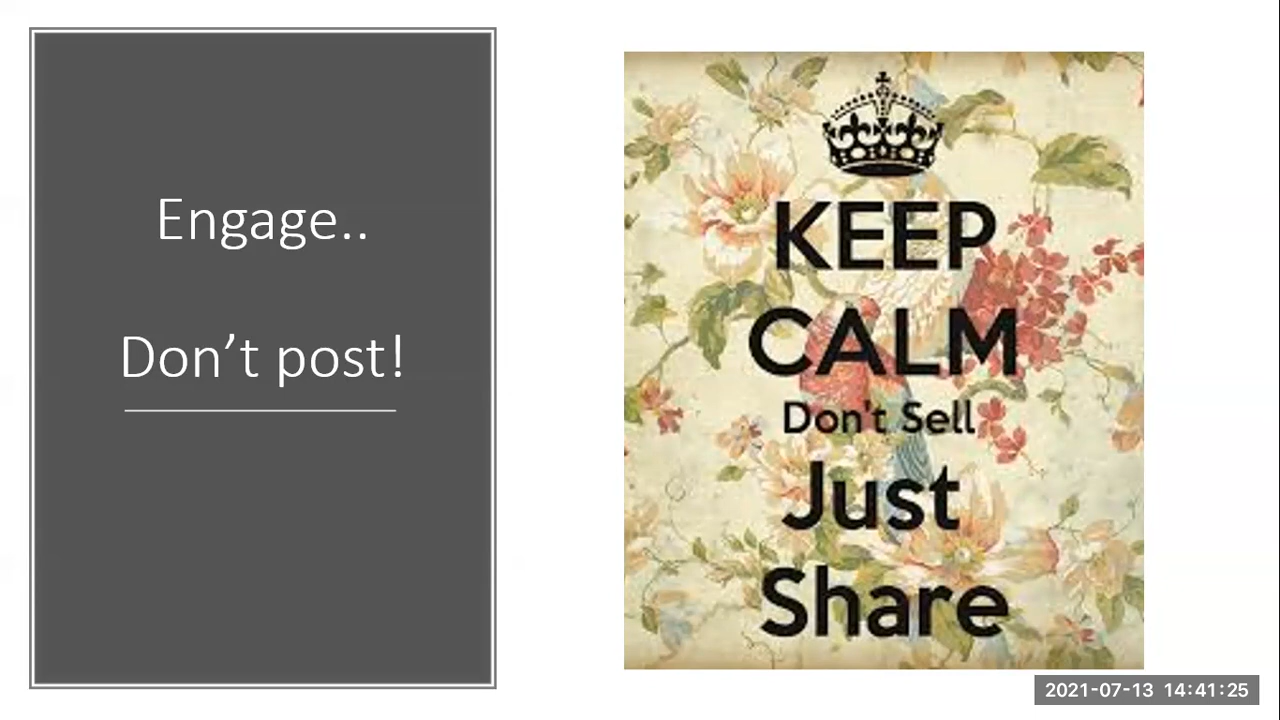 Engage..
Don’t post!
KEEP
CALM
Don't Sell
Just
Share
2021-07-13 14:41:25